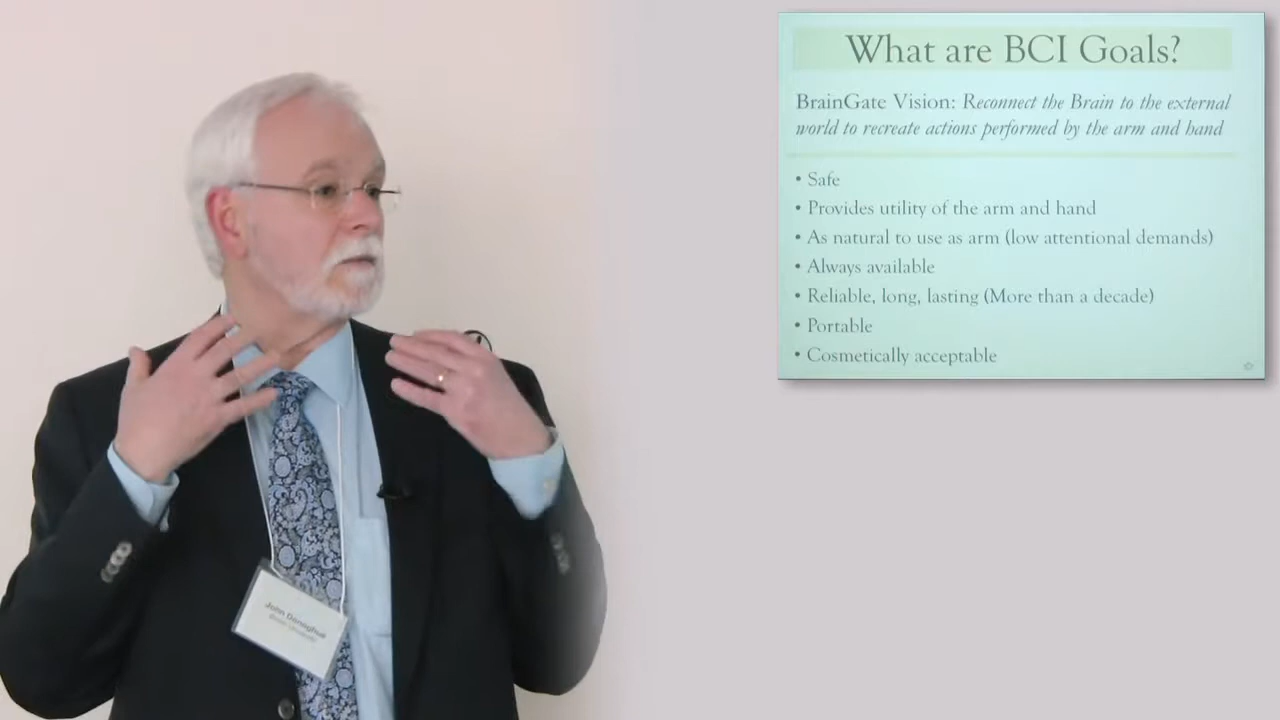 What are BCI Goals?
BrainGate Vision: Reconnect the Brain to the external
world to recreate actions performed by the arm and hand
• Safe
• Provides utility of the arm and hand
• As natural to use as arm (low attentional demands)
• Always available
• Reliable, long, lasting (More than a decade)
• Portable
• Cosmetically acceptable
John Donoghue
Brown University